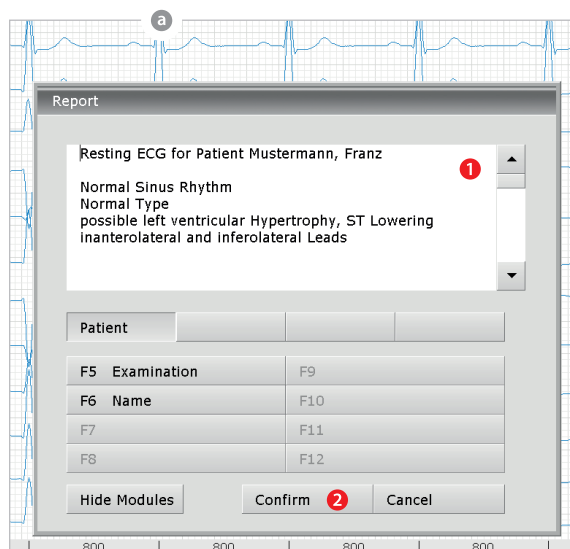 a
Report
Resting ECG for Patient Mustermann, Franz
1
Normal Sinus Rhythm
Normal Type
possible left ventricular Hypertrophy, ST Lowering
inanterolateral and inferolateral Leads
Patient
F5 Examination F9
F6 Name F10
F7 F11
F8 F12
Hide Modules Confirm 2 Cancel
800 800 800 800